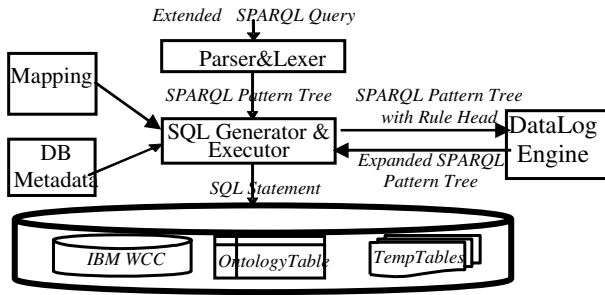 Extended SPARQL Query
Parser&Lexer
Mapping
SPARQL Pattern Tree
SPARQL Pattern Tree
with Rule Head
SQL Generator &
Executor
DataLog
Engine
DB
Metadata
Expanded SPARQL
Pattern Tree
SQL Statement
IBM WCC
OntologyTable
TempTables